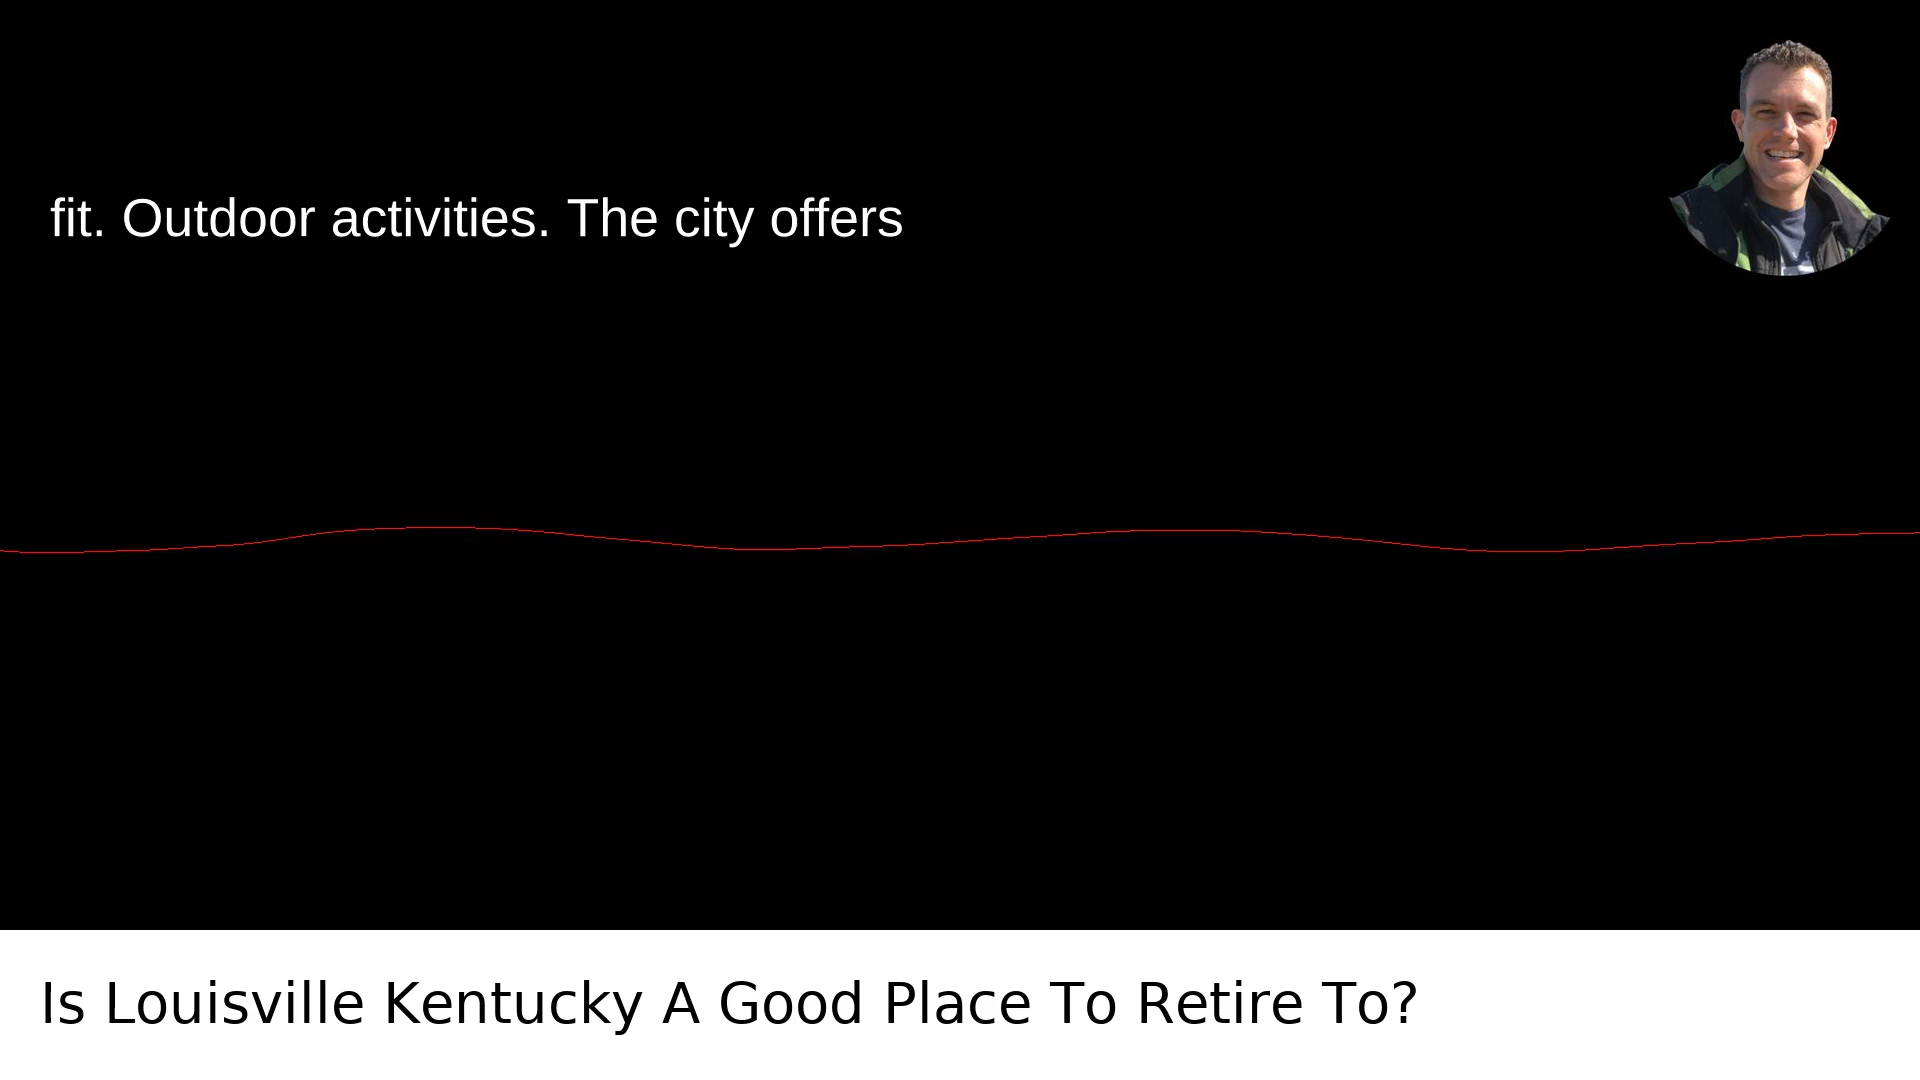 fit. Outdoor activities. The city offers
Is Louisville Kentucky A Good Place To Retire To?